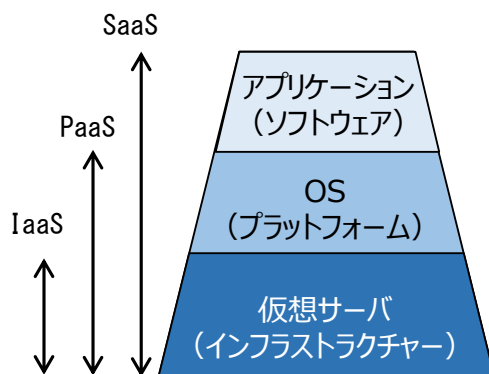 SaaS
PaaS
IaaS
アプリケーション
(ソフトウェア)
OS
(プラットフォーム)
仮想サーバ
(インフラストラクチャー)